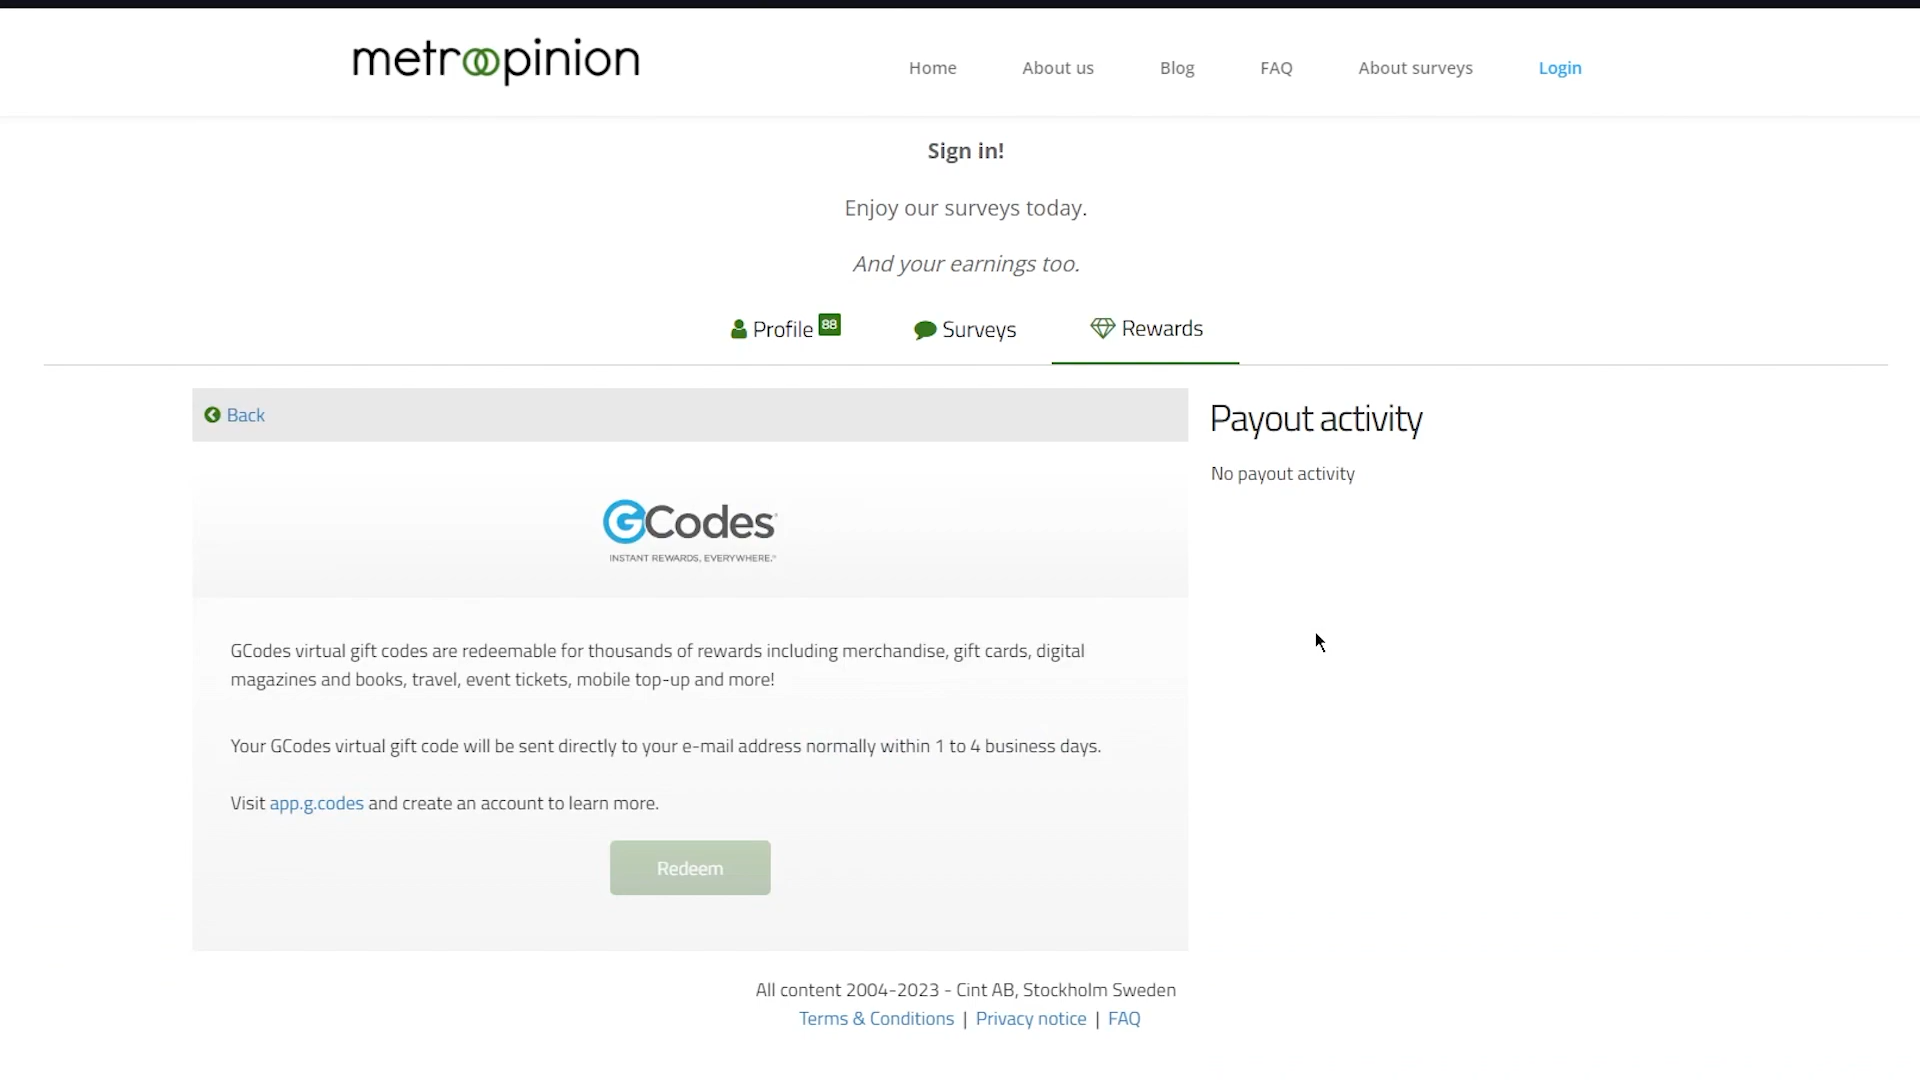 metroopinion
Home
About us
Blog
FAQ
About surveys
Login
Sign in!
Enjoy our surveys today.
And your earnings too.
Profile 88
Surveys
Rewards
Back
Payout activity
No payout activity
GCodes
INSTANT REWARDS, EVERYWHERE.
GCodes virtual gift codes are redeemable for thousands of rewards including merchandise, gift cards, digital
magazines and books, travel, event tickets, mobile top-up and more!
Your GCodes virtual gift code will be sent directly to your e-mail address normally within 1 to 4 business days.
Visit app.g.codes and create an account to learn more.
Redeem
All content 2004-2023 - Cint AB, Stockholm Sweden
Terms & Conditions | Privacy notice | FAQ